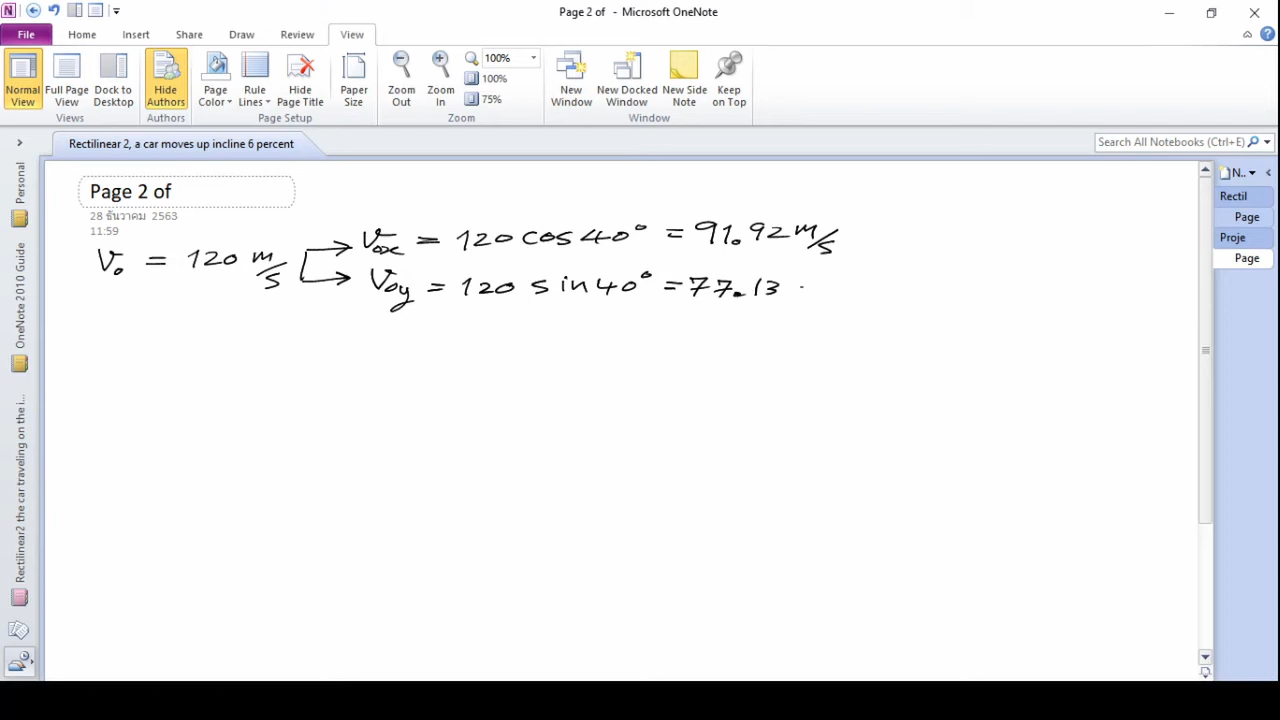 Page 2 of - Microsoft OneNote
File Home Insert Share Draw Review View
Normal View
Full Page View
Dock to Desktop
Views
Hide Authors
Authors
Page Color
Rule Lines
Hide Page Title
Paper Size
Page Setup
Zoom Out
Zoom In
100%
100%
75%
Zoom
New Window
New Docked Window
New Side Note
Keep on Top
Window
Rectilinear 2, a car moves up incline 6 percent
Search All Notebooks (Ctrl+E)
Personal
OneNote 2010 Guide
Rectilinear2 the car traveling on the i...
N..
Rectil
Page
Proje
Page
Page 2 of
28 ธันวาคม 2563
11:59
V₀ = 120 m/s
V₀ₓ = 120 cos 40° = 91.92 m/s
V₀y = 120 sin 40° = 77.13